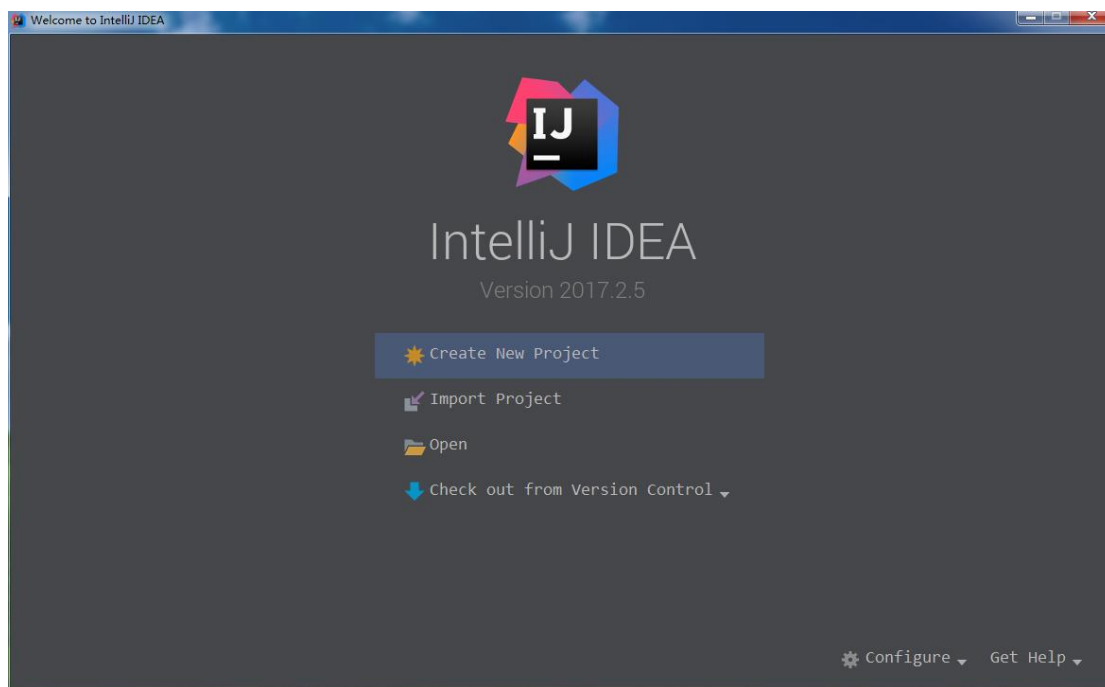 Welcome to IntelliJ IDEA
IJ
IntelliJ IDEA
Version 2017.2.5
Create New Project
Import Project
Open
Check out from Version Control
Configure Get Help